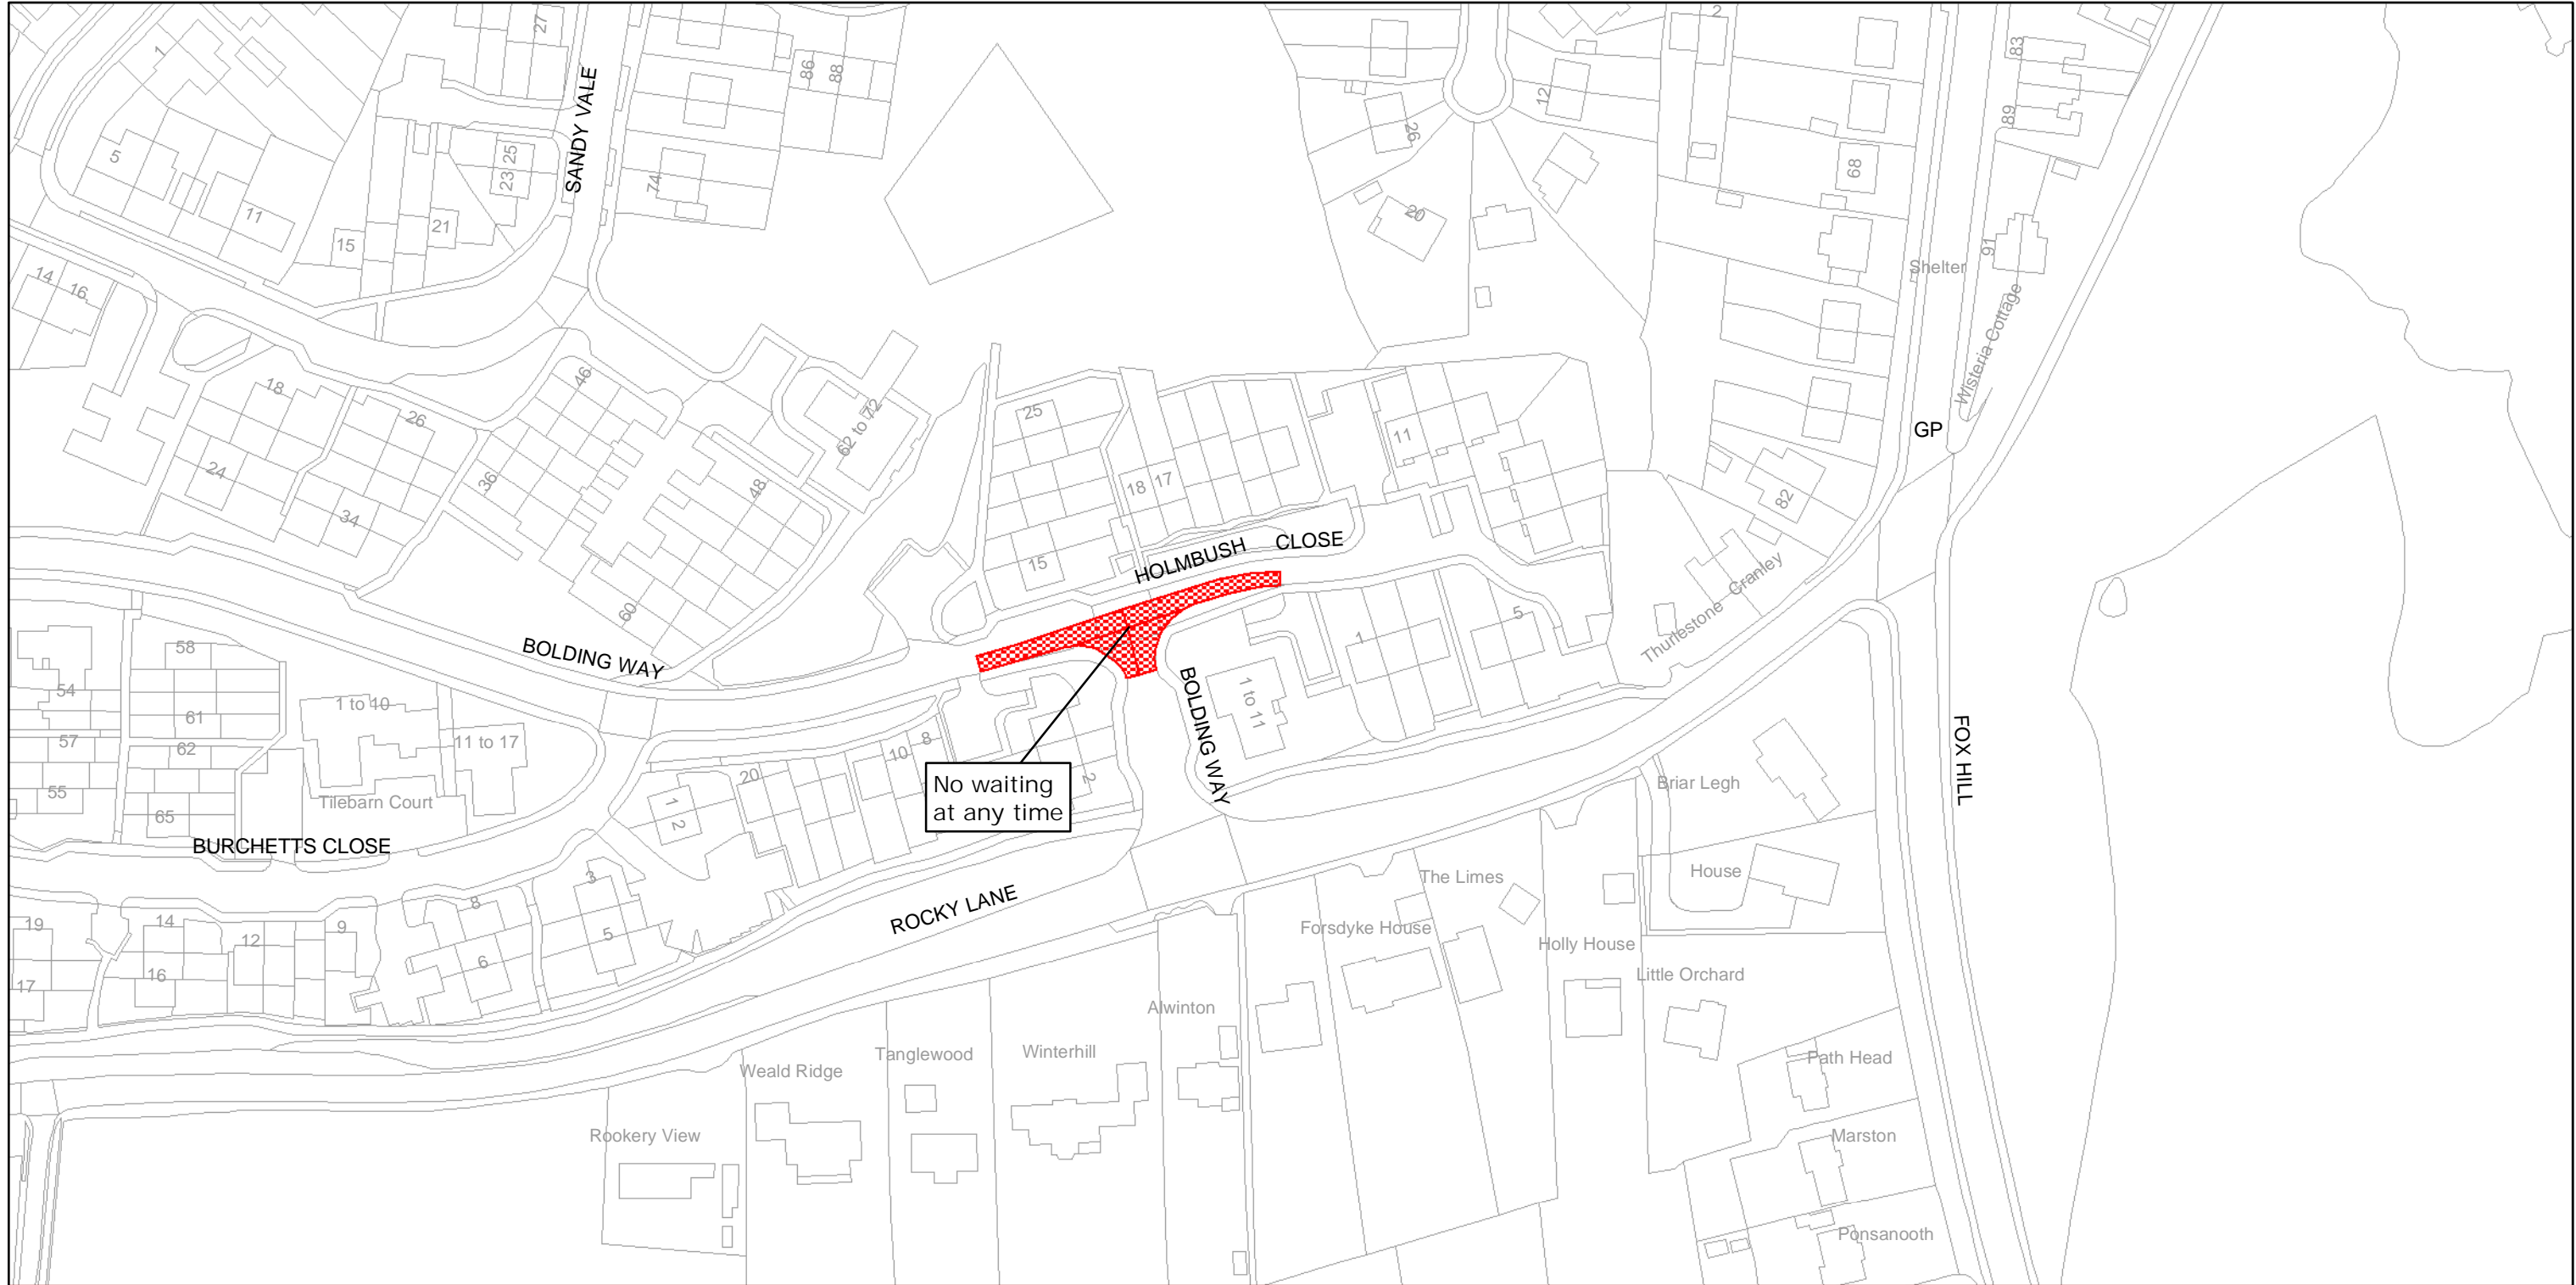 27
1
86
88
2
83
SANDY VALE
12
89
26
5
23 25
74
68
11
21
20
15
91
Shelter
14
16
Wisteria Cottage
18
46
26
25
62 to 72
GP
11
24
36
48
18
17
82
34
HOLMBUSH CLOSE
15
60
Thurlestone
Cranley
5
1
BOLDING WAY
58
54
1 to 10
61
57
62
11 to 17
1 to 11
BOLDING WAY
FOX HILL
8
10
20
2
No waiting
at any time
55
65
Tilebarn Court
1
2
Briar Legh
BURCHETTS CLOSE
House
The Limes
3
ROCKY LANE
8
19
14
9
12
5
Forsdyke House
Holly House
6
16
17
Little Orchard
Alwinton
Tanglewood
Winterhill
Path Head
Weald Ridge
Rookery View
Marston
Ponsanooth